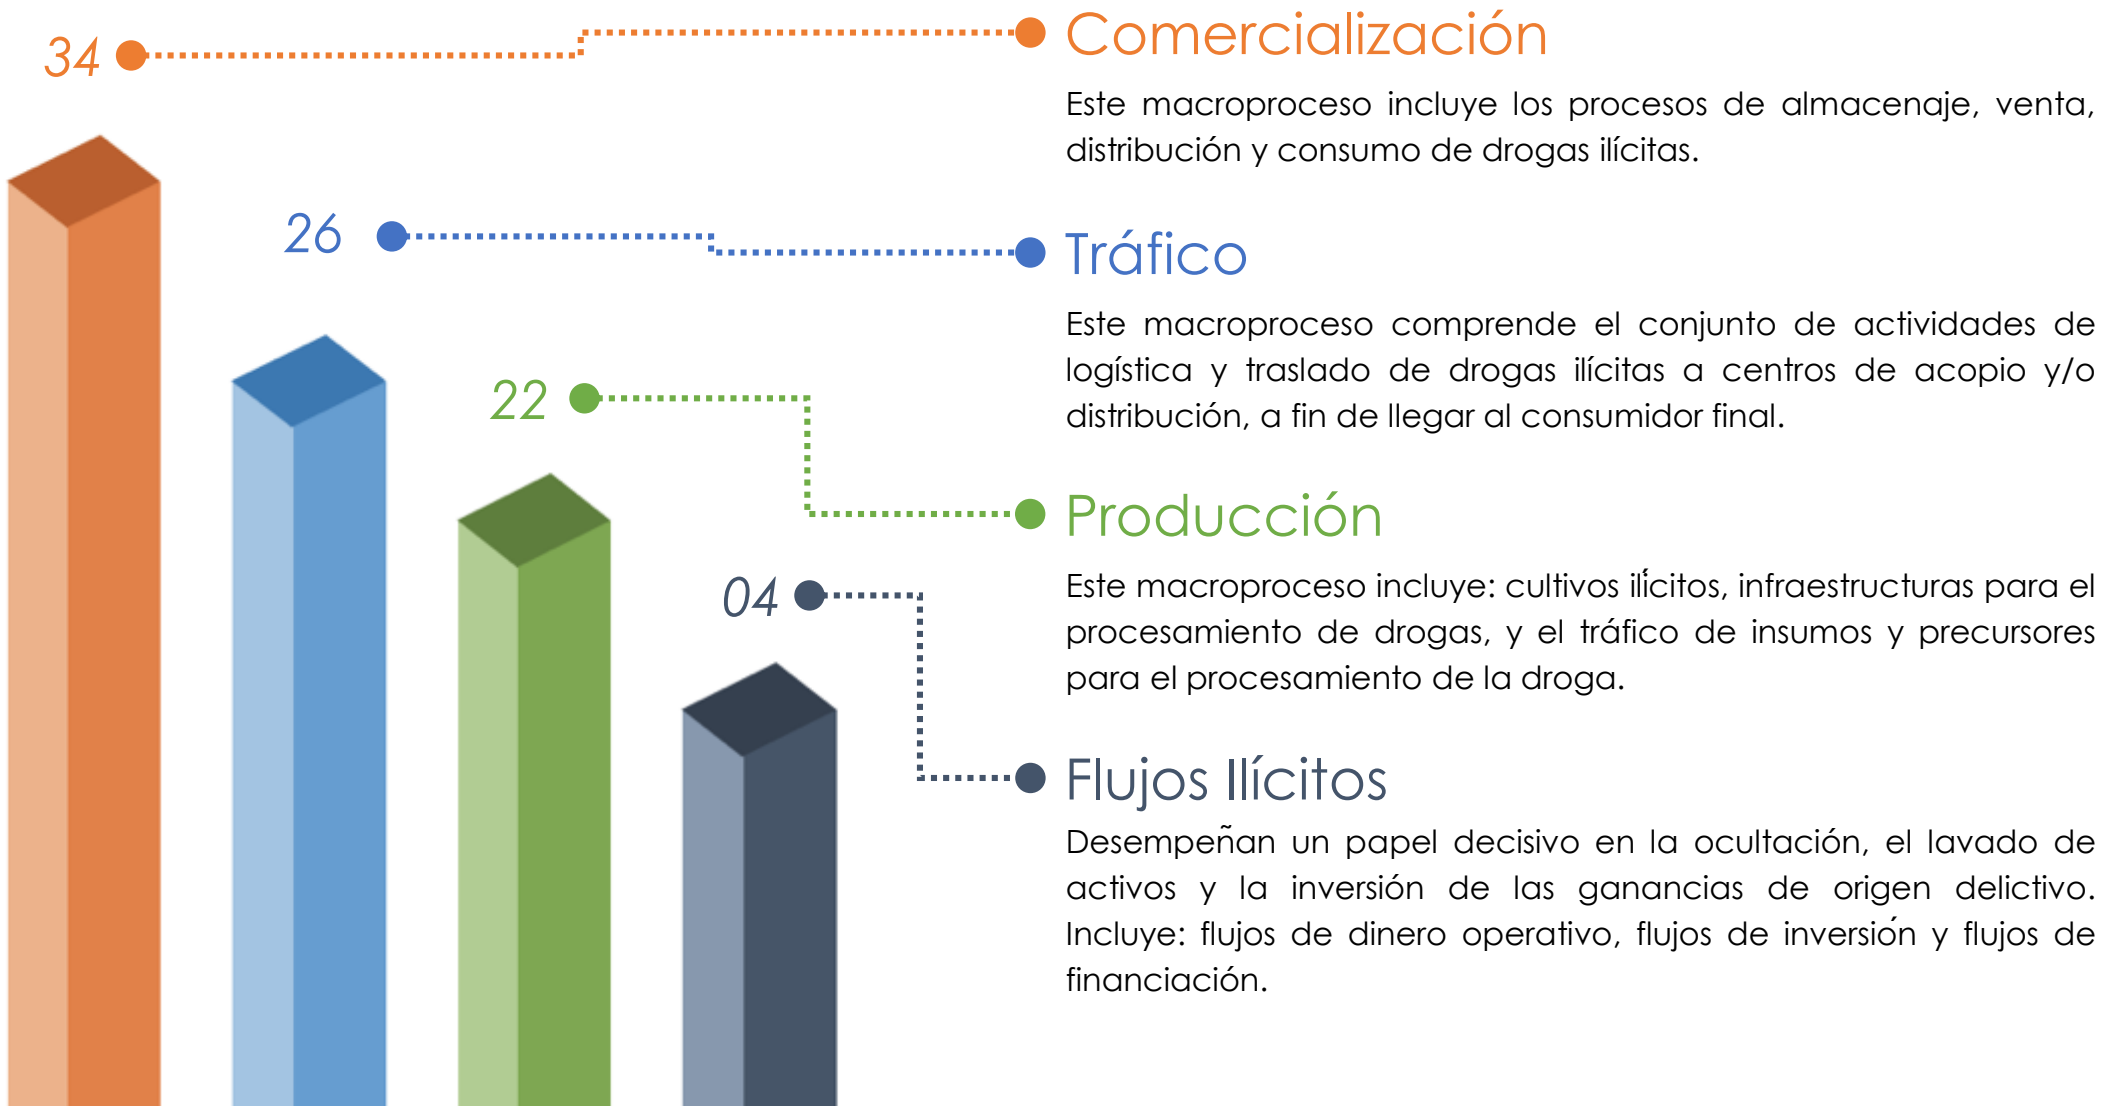 34
Comercialización
Este macroproceso incluye los procesos de almacenaje, venta,
distribución y consumo de drogas ilícitas.
26
Tráfico
Este macroproceso comprende el conjunto de actividades de
logística y traslado de drogas ilícitas a centros de acopio y/o
distribución, a fin de llegar al consumidor final.
22
Producción
Este macroproceso incluye: cultivos ilícitos, infraestructuras para el
procesamiento de drogas, y el tráfico de insumos y precursores
para el procesamiento de la droga.
04
Flujos Ilícitos
Desempeñan un papel decisivo en la ocultación, el lavado de
activos y la inversión de las ganancias de origen delictivo.
Incluye: flujos de dinero operativo, flujos de inversión y flujos de
financiación.